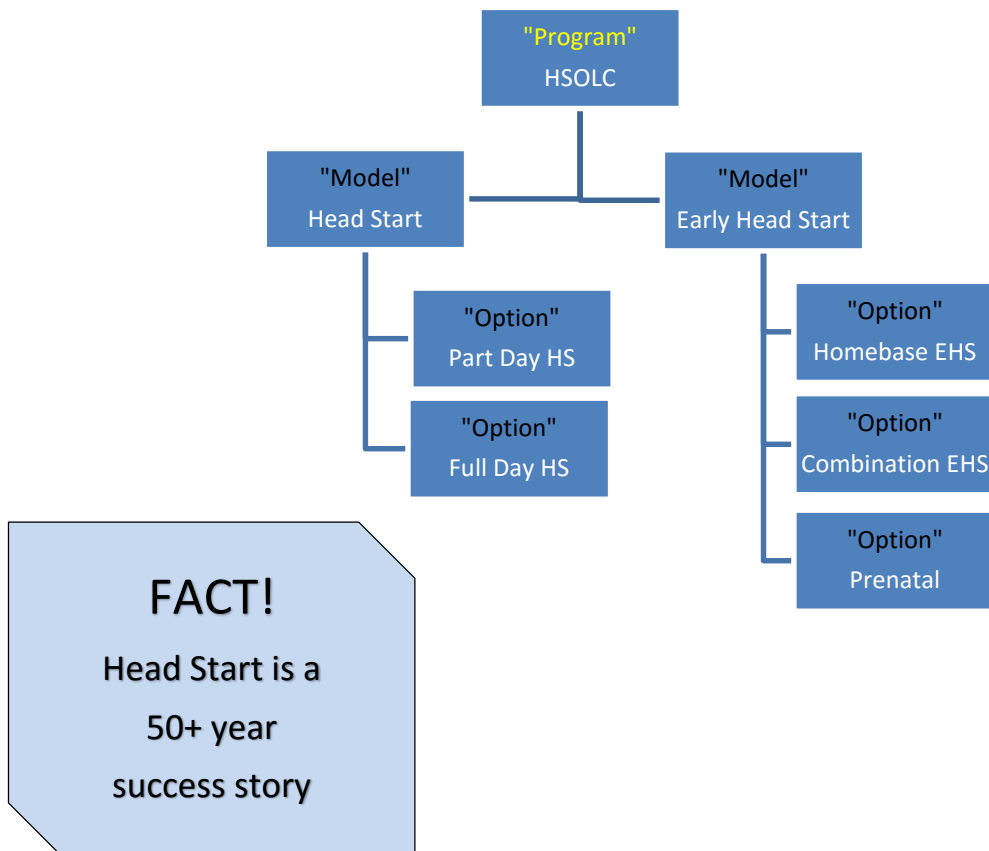 "Program"
HSOLC
"Model"
Head Start
"Model"
Early Head Start
"Option"
Part Day HS
"Option"
Full Day HS
"Option"
Homebase EHS
"Option"
Combination EHS
"Option"
Prenatal
FACT!
Head Start is a
50+ year
success story